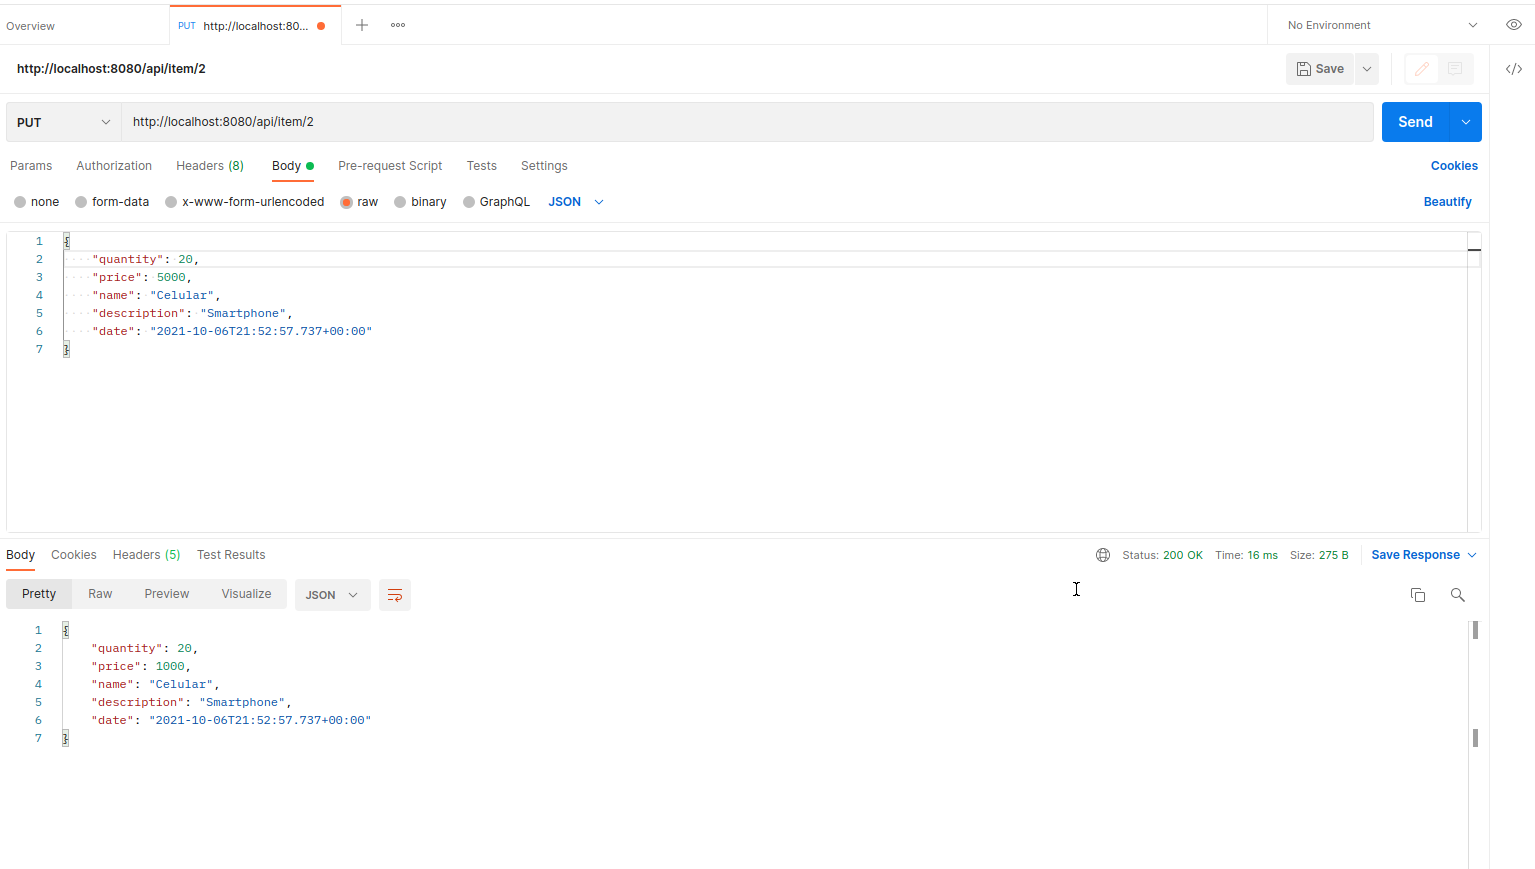 Overview
PUT http://localhost:80...
No Environment
http://localhost:8080/api/item/2
Save
PUT
http://localhost:8080/api/item/2
Send
Params Authorization Headers (8) Body Pre-request Script Tests Settings Cookies
none form-data x-www-form-urlencoded raw binary GraphQL JSON Beautify
1 {
2 "quantity": 20,
3 "price": 5000,
4 "name": "Celular",
5 "description": "Smartphone",
6 "date": "2021-10-06T21:52:57.737+00:00"
7 }
Body Cookies Headers (5) Test Results Status: 200 OK Time: 16 ms Size: 275 B Save Response
Pretty Raw Preview Visualize JSON
1 {
2 "quantity": 20,
3 "price": 1000,
4 "name": "Celular",
5 "description": "Smartphone",
6 "date": "2021-10-06T21:52:57.737+00:00"
7 }